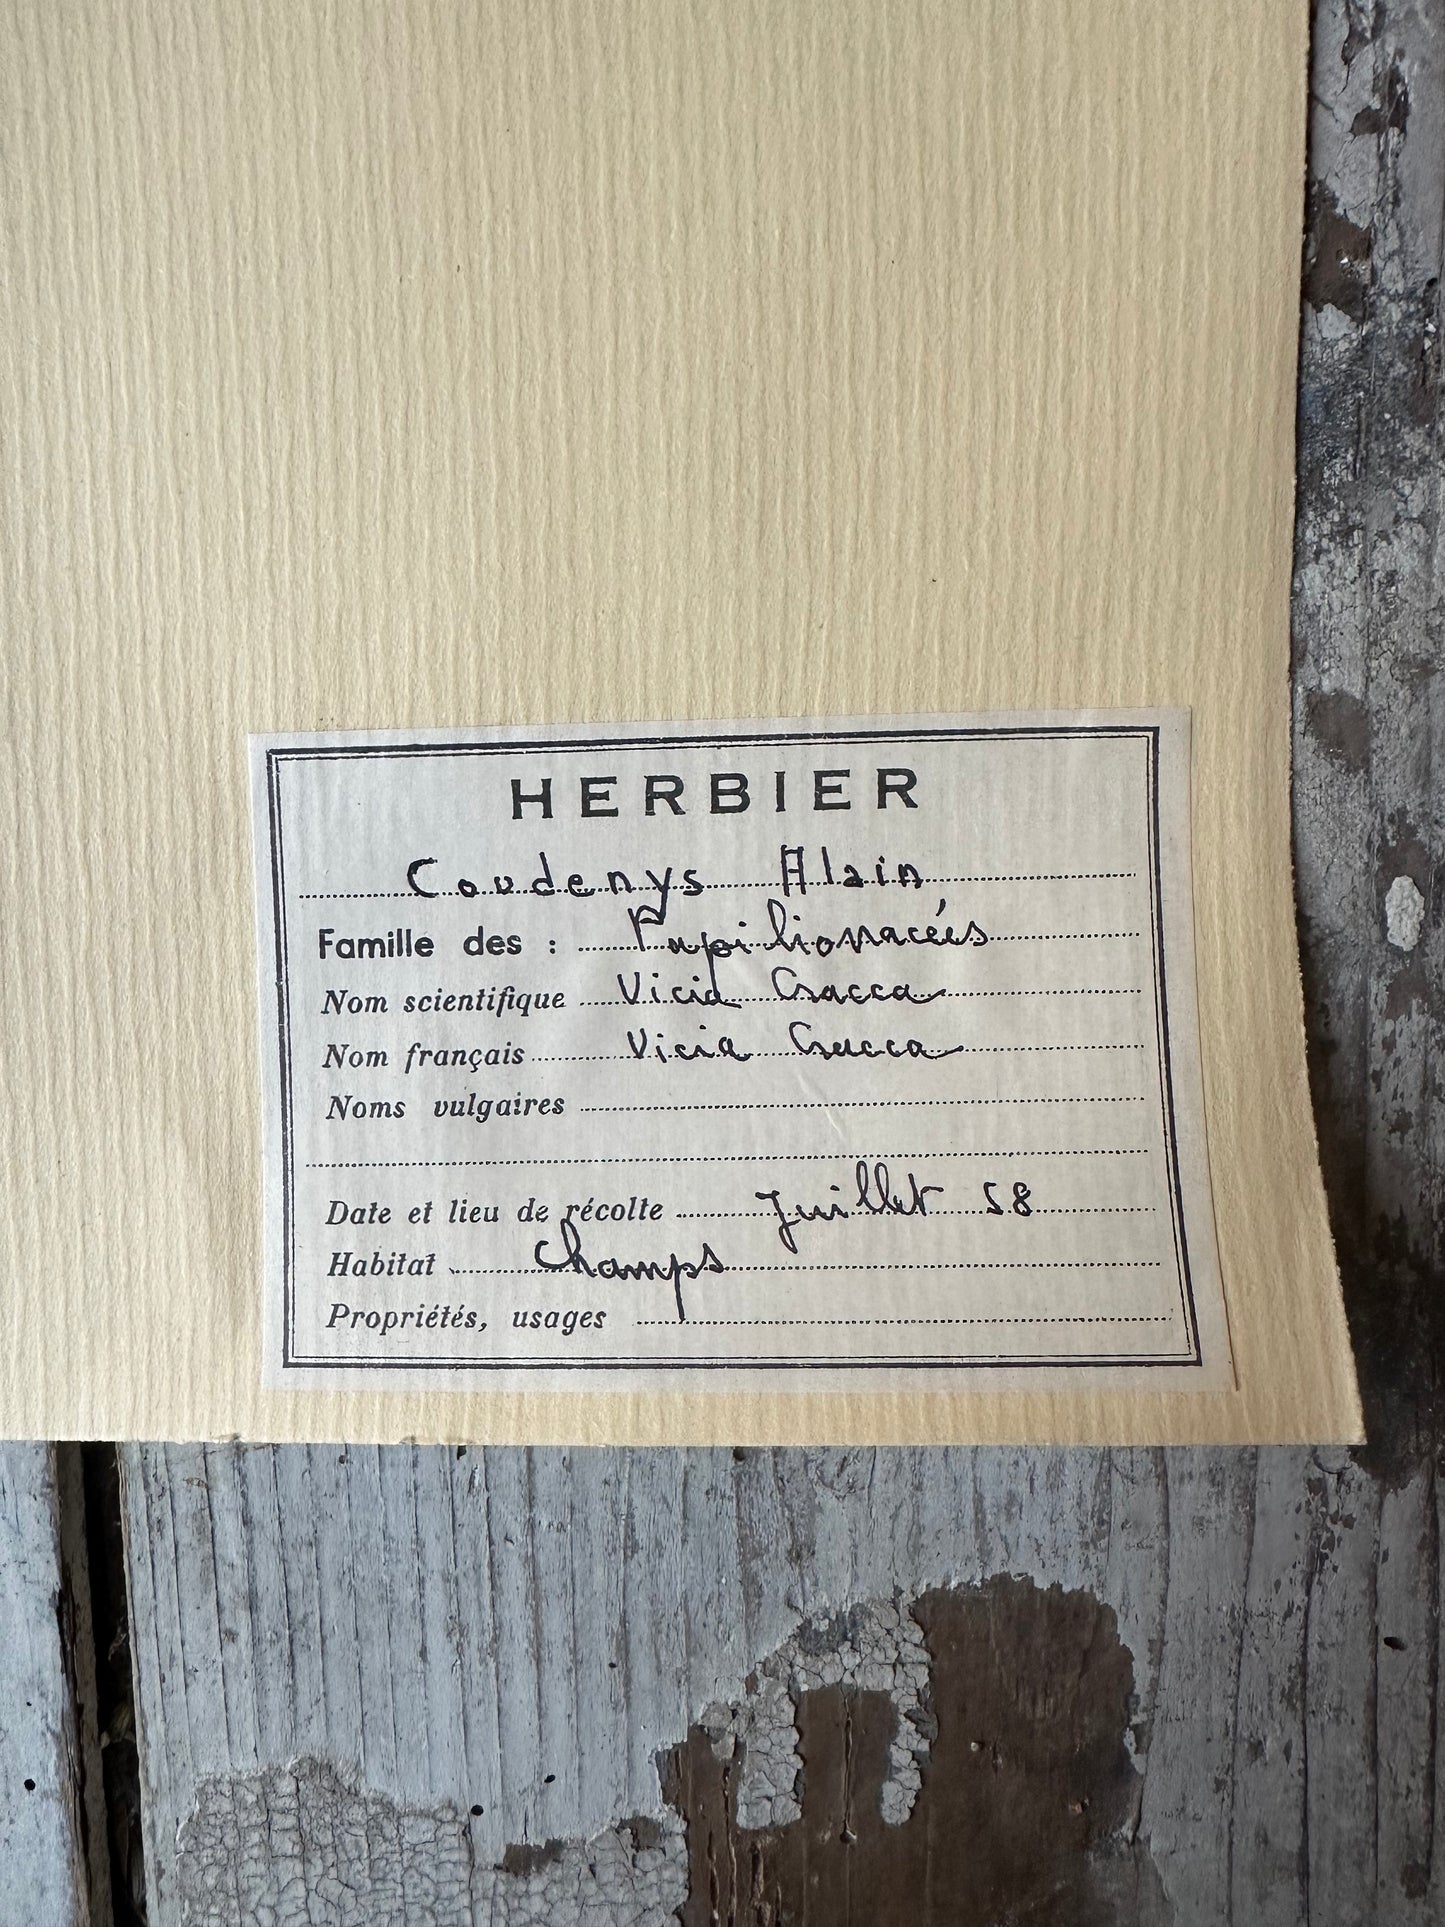 HERBIER
Coudenys Alain
Famille des : Papilionacées
Nom scientifique Vicia Cracca
Nom français Vicia Cracca
Noms vulgaires
Date et lieu de récolte Juillet 58
Habitat Champs
Propriétés, usages